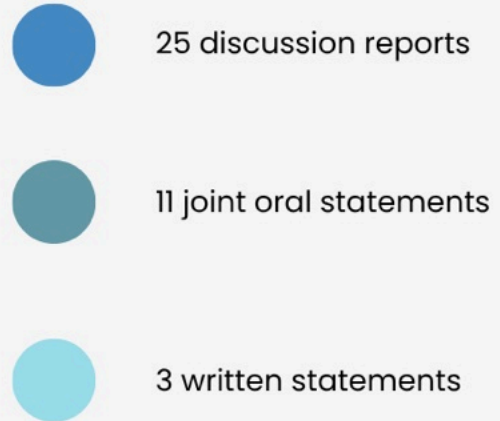 25 discussion reports
11 joint oral statements
3 written statements